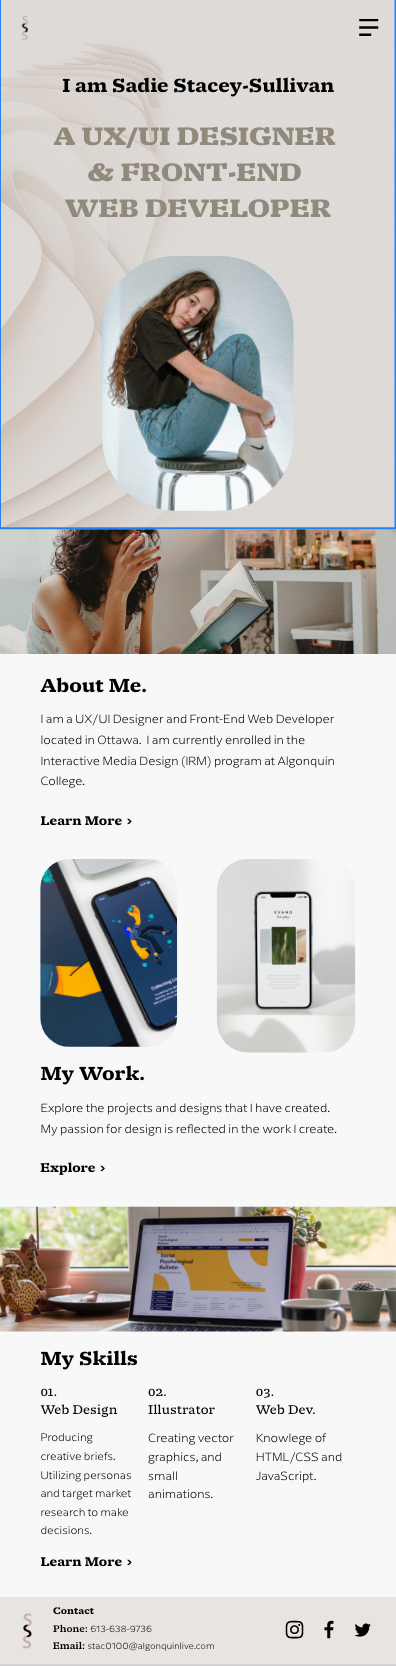 I am Sadie Stacey-Sullivan
A UX/UI DESIGNER
& FRONT-END
WEB DEVELOPER
About Me.
I am a UX/UI Designer and Front-End Web Developer
located in Ottawa. I am currently enrolled in the
Interactive Media Design (IRM) program at Algonquin
College.
Learn More ›
EVAND
My Work.
Explore the projects and designs that I have created.
My passion for design is reflected in the work I create.
Explore ›
Social
Psychological
Bulletin
My Skills
01.
Web Design
Producing
creative briefs.
Utilizing personas
and target market
research to make
decisions.
02.
Illustrator
Creating vector
graphics, and
small
animations.
03.
Web Dev.
Knowlege of
HTML/CSS and
JavaScript.
Learn More ›
Contact
Phone: 613-638-9736
Email: stac0100@algonquinlive.com